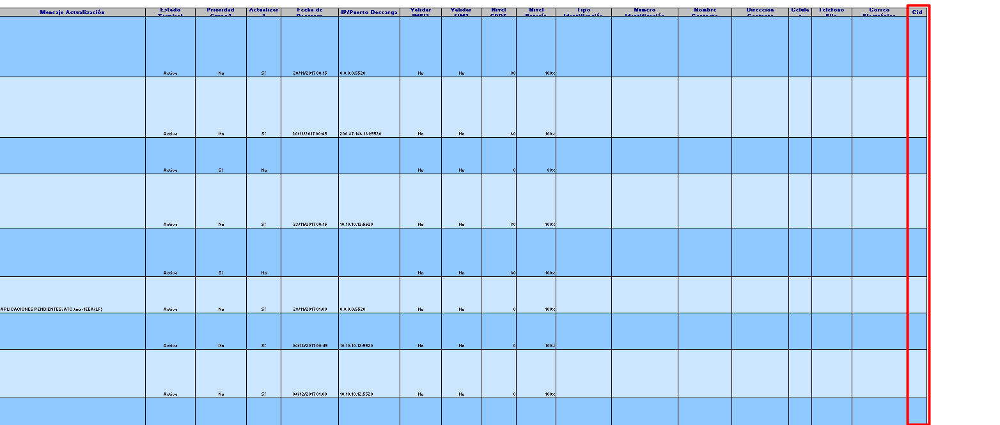 Mensaje Actualización Estado Terminal Prioridad Grupo? Actualizar ? Fecha de Descarga IP/Puerto Descarga Validar IMEI? Validar SIM? Nivel GPRS Nivel Batería Tipo Identificación Numero Identificación Nombre Contacto Direccion Contacto Celula Telefono Fijo Correo Electrónico Cid
Activo No Sí 20/11/2017 00:15 0.0.0.0:5520 No No 80 100%
Activo No Sí 20/11/2017 00:45 200.87.146.181:5520 No No 60 100%
Activo Sí No No No 0 88%
Activo No Sí 23/11/2017 00:15 10.10.10.12:5520 No No 80 100%
Activo Sí No No No 80 100%
APLICACIONES PENDIENTES: ATC.tms-1EEA(LF) Activo No Sí 28/11/2017 01:00 0.0.0.0:5520 No No 0 100%
Activo No Sí 04/12/2017 00:45 10.10.10.12:5520 No No 0 100%
Activo No Sí 04/12/2017 01:00 10.10.10.12:5520 No No 0 100%